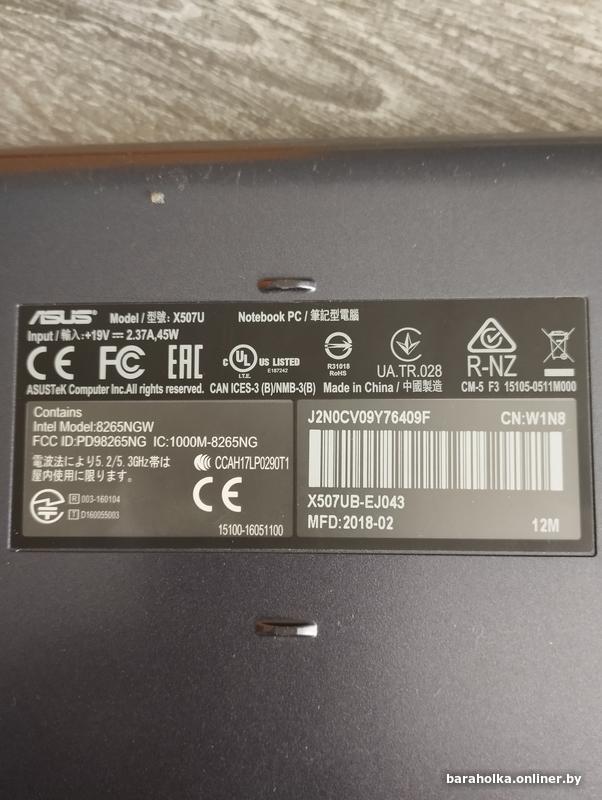 ASUS Model / 型號: X507U Notebook PC / 筆記型電腦
Input / 輸入:+19V ⎓ 2.37A,45W
CE FC EAC c UL US LISTED I.T.E. E187242 R31018 RoHS UA.TR.028 R-NZ
ASUSTeK Computer Inc.All rights reserved. CAN ICES-3 (B)/NMB-3(B) Made in China / 中國製造 CM-5 F3 15105-0511M000
Contains
Intel Model:8265NGW
FCC ID:PD98265NG IC:1000M-8265NG
電波法により5.2/5.3GHz帯は
屋内使用に限ります。
CCAH17LP0290T1
CE
R 003-160104
T D160055003
15100-16051100
J2N0CV09Y76409F CN:W1N8
X507UB-EJ043
MFD:2018-02 12M
baraholka.onliner.by